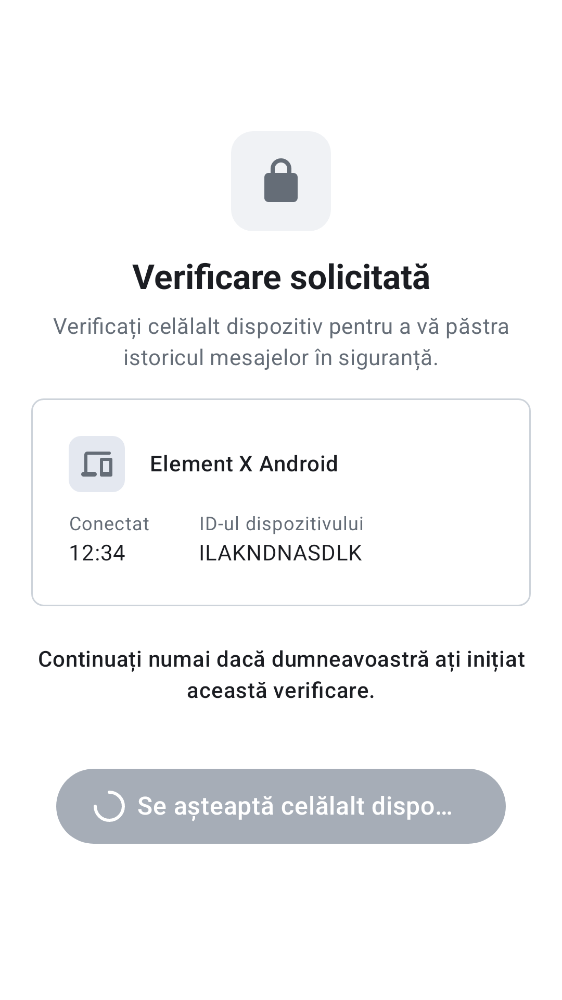 Verificare solicitată
Verificați celălalt dispozitiv pentru a vă păstra
istoricul mesajelor în siguranță.
Element X Android
Conectat
ID-ul dispozitivului
12:34
ILAKNDNASDLK
Continuați numai dacă dumneavoastră ați inițiat
această verificare.
Se așteaptă celălalt dispo…